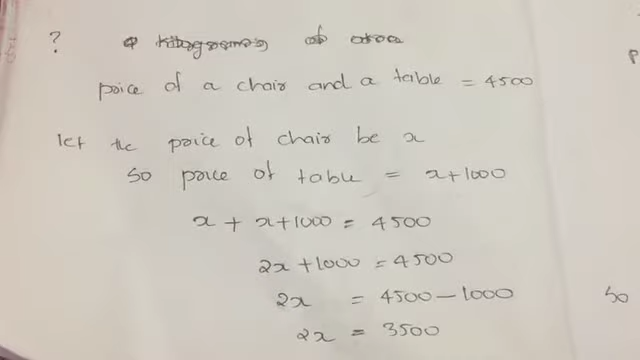 ?
price of a chair and a table = 4500
let the price of chair be x
so price of table = x+1000
x + x+1000 = 4500
2x+1000 = 4500
2x = 4500 - 1000
2x = 3500
so
P